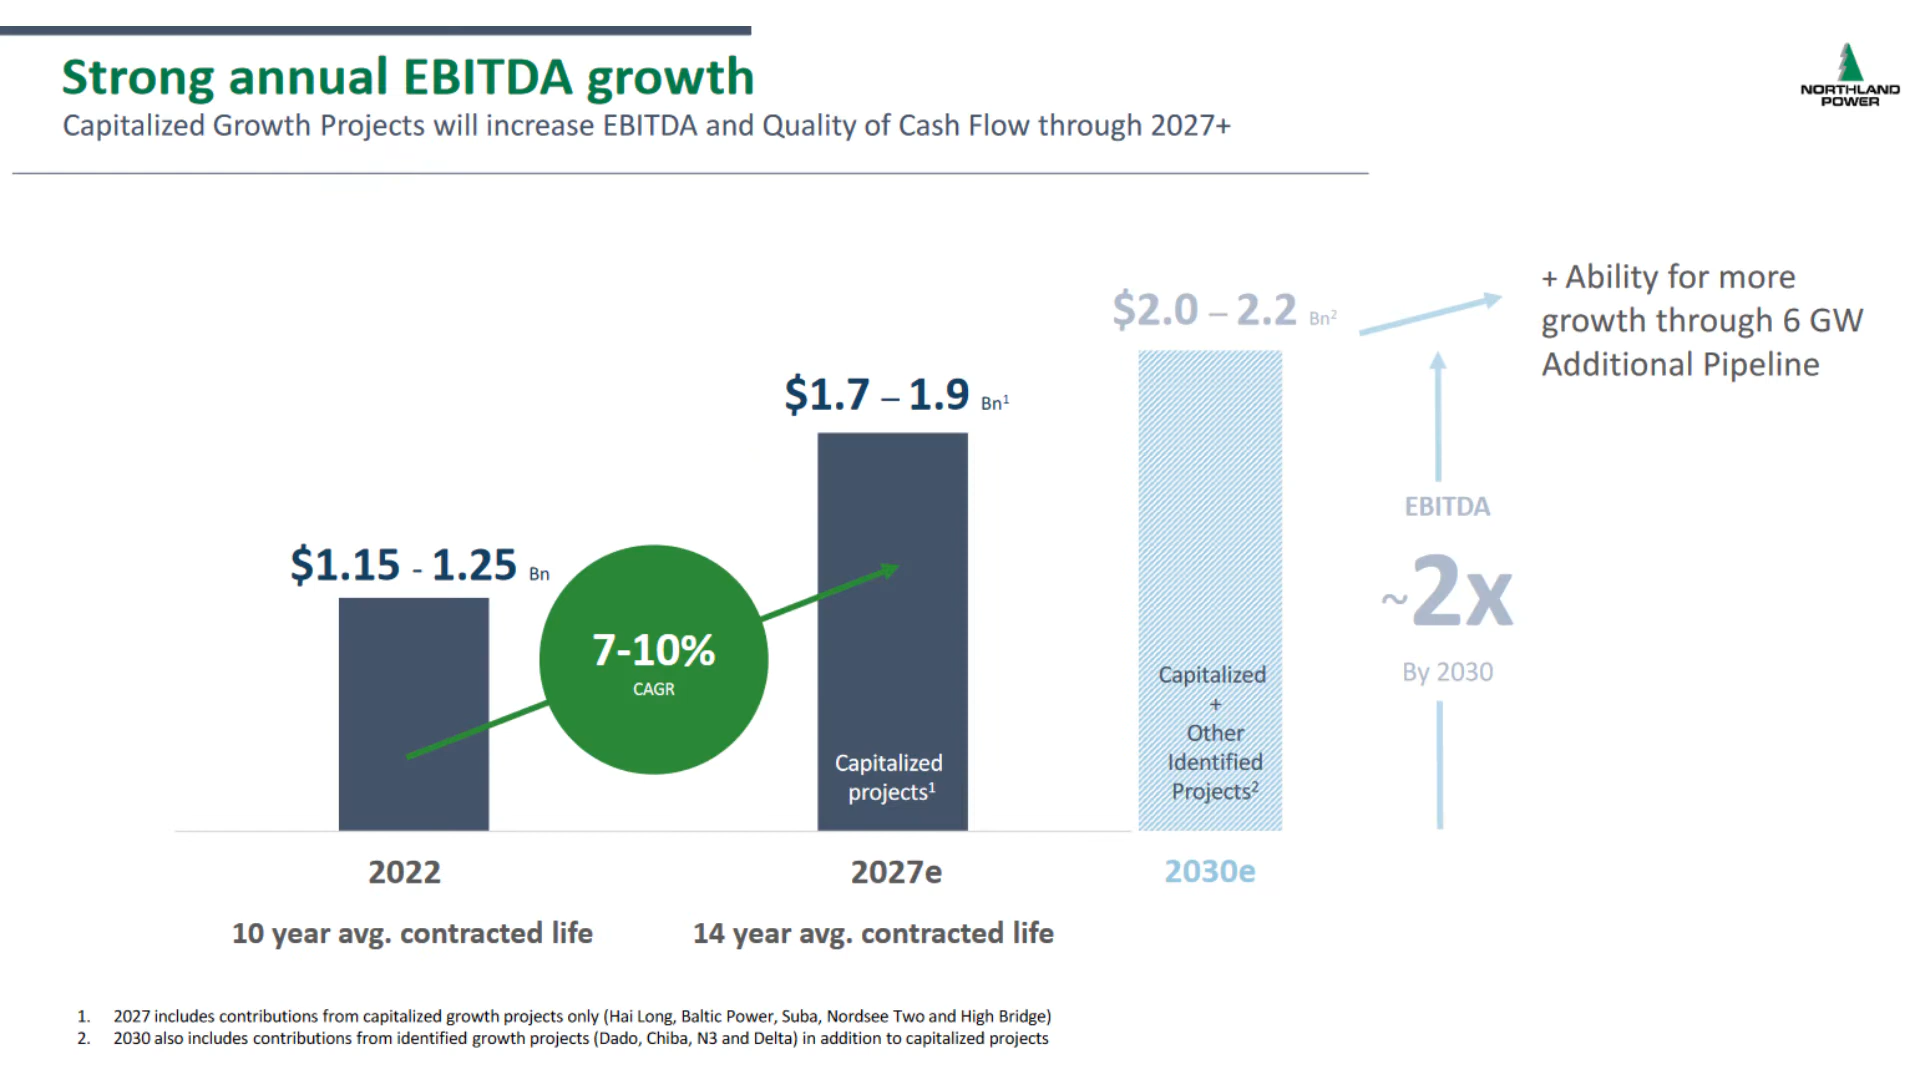 Strong annual EBITDA growth
Capitalized Growth Projects will increase EBITDA and Quality of Cash Flow through 2027+
NORTHLAND
POWER
+ Ability for more
growth through 6 GW
Additional Pipeline
$2.0 – 2.2 Bn²
$1.7 – 1.9 Bn¹
$1.15 - 1.25 Bn
7-10%
CAGR
EBITDA
~2x
By 2030
Capitalized
projects¹
Capitalized
+
Other
Identified
Projects²
2022
2027e
2030e
10 year avg. contracted life
14 year avg. contracted life
1. 2027 includes contributions from capitalized growth projects only (Hai Long, Baltic Power, Suba, Nordsee Two and High Bridge)
2. 2030 also includes contributions from identified growth projects (Dado, Chiba, N3 and Delta) in addition to capitalized projects